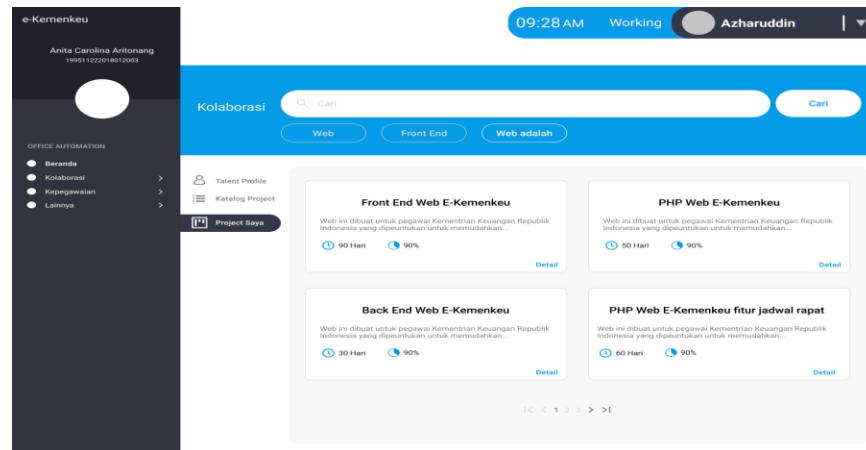 e-Kemenkeu
Anita Carolina Aritonang
199511222018012003
OFFICE AUTOMATION
Beranda
Kolaborasi >
Kepegawaian >
Lainnya >
09:28 AM Working Azharuddin
Kolaborasi
Cari
Cari
Web
Front End
Web adalah
Talent Profile
Katalog Project
Project Saya
Front End Web E-Kemenkeu
Web ini dibuat untuk pegawai Kementrian Keuangan Republik
Indonesia yang dipeuntukan untuk memudahkan...
90 Hari 90%
Detail
PHP Web E-Kemenkeu
Web ini dibuat untuk pegawai Kementrian Keuangan Republik
Indonesia yang dipeuntukan untuk memudahkan...
50 Hari 90%
Detail
Back End Web E-Kemenkeu
Web ini dibuat untuk pegawai Kementrian Keuangan Republik
Indonesia yang dipeuntukan untuk memudahkan...
30 Hari 90%
Detail
PHP Web E-Kemenkeu fitur jadwal rapat
Web ini dibuat untuk pegawai Kementrian Keuangan Republik
Indonesia yang dipeuntukan untuk memudahkan...
60 Hari 90%
Detail
|< < 1 2 3 > >|